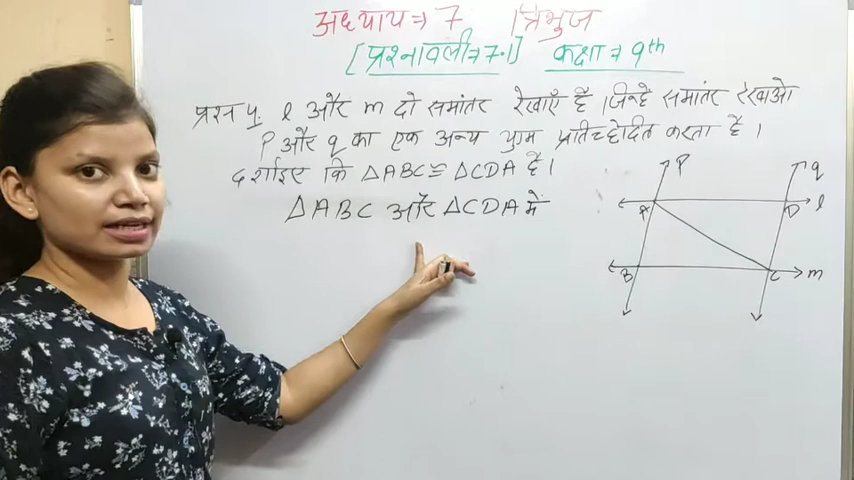 अध्याय ⇒ 7 त्रिभुज
[प्रश्नावली ⇒ 7.1] कक्षा ⇒ 9th
प्रश्न 4. l और m दो समांतर रेखाएँ है जिन्हे समांतर रेखाओ
P और q का एक अन्य युग्म प्रतिच्छेदित करता है।
दर्शाइए कि △ABC ≅ △CDA है।
△ABC और △CDA में
P q
A D l
B C m